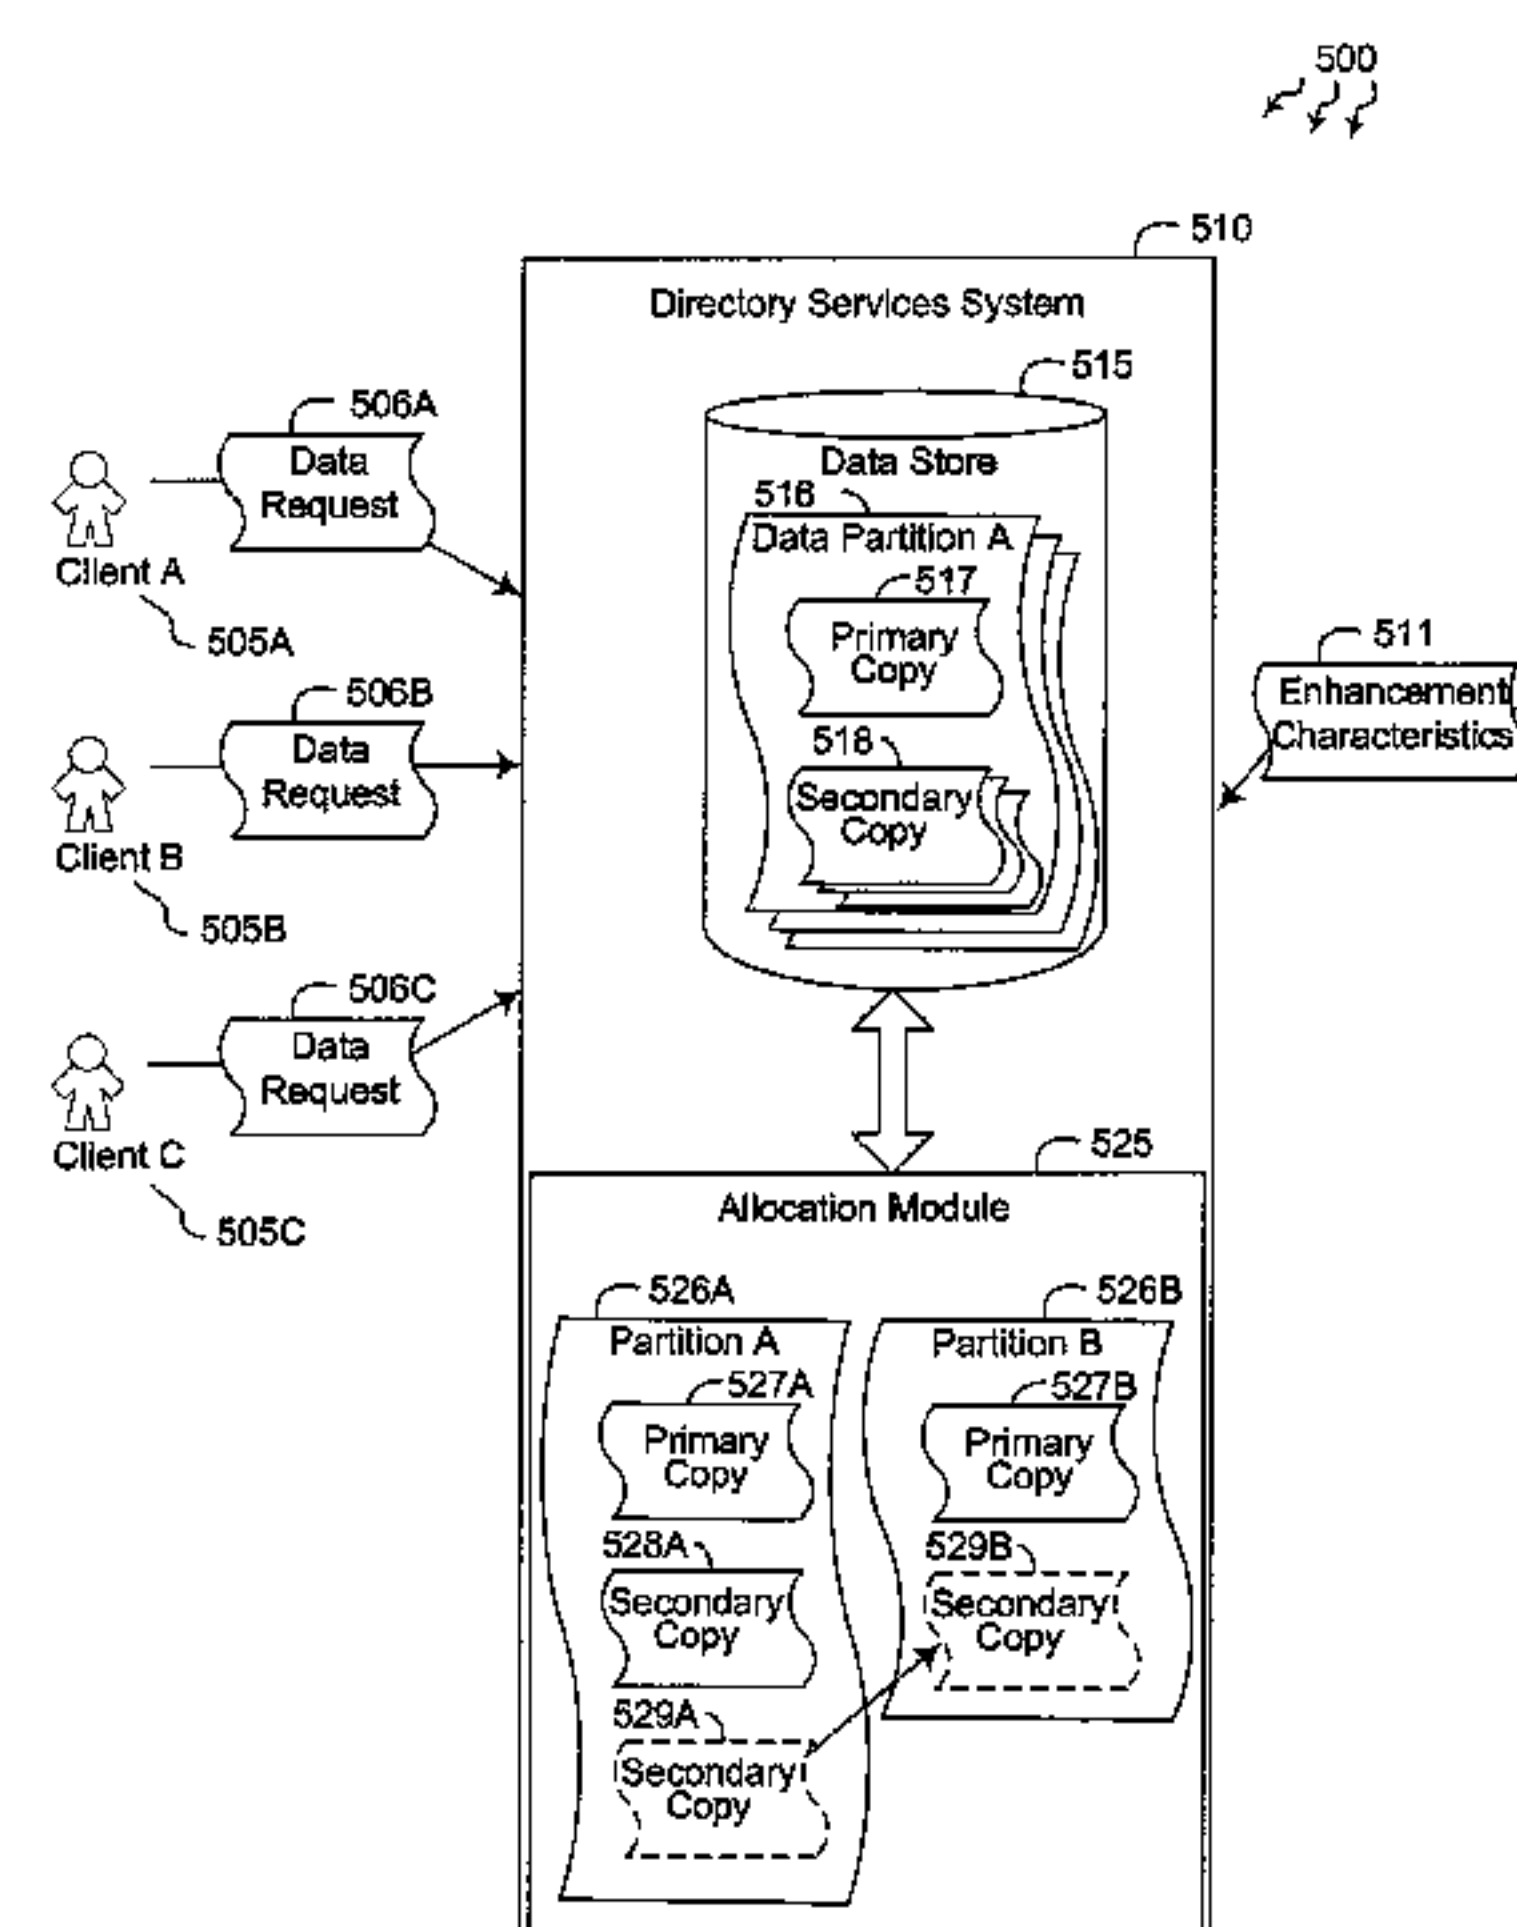 500
510
Directory Services System
515
Data Store
516
Data Partition A
517
Primary
Copy
518
Secondary
Copy
506A
Data
Request
Client A
505A
506B
Data
Request
Client B
505B
506C
Data
Request
Client C
505C
511
Enhancement
Characteristics
525
Allocation Module
526A
Partition A
527A
Primary
Copy
528A
Secondary
Copy
529A
Secondary
Copy
526B
Partition B
527B
Primary
Copy
529B
Secondary
Copy